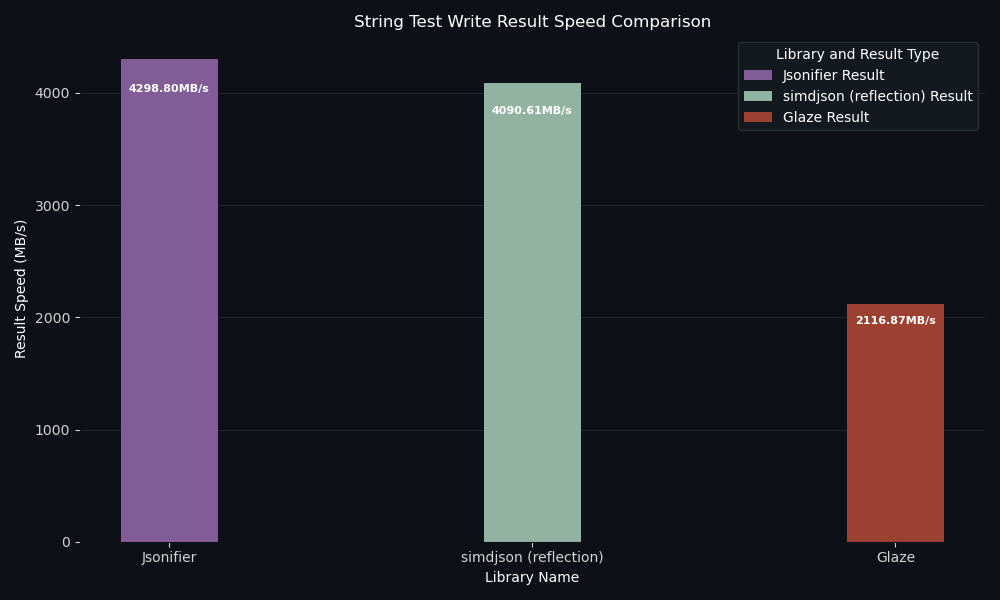 String Test Write Result Speed Comparison
Library and Result Type
Jsonifier Result
simdjson (reflection) Result
Glaze Result
Result Speed (MB/s)
4000
3000
2000
1000
0
4298.80MB/s
4090.61MB/s
2116.87MB/s
Jsonifier
simdjson (reflection)
Glaze
Library Name